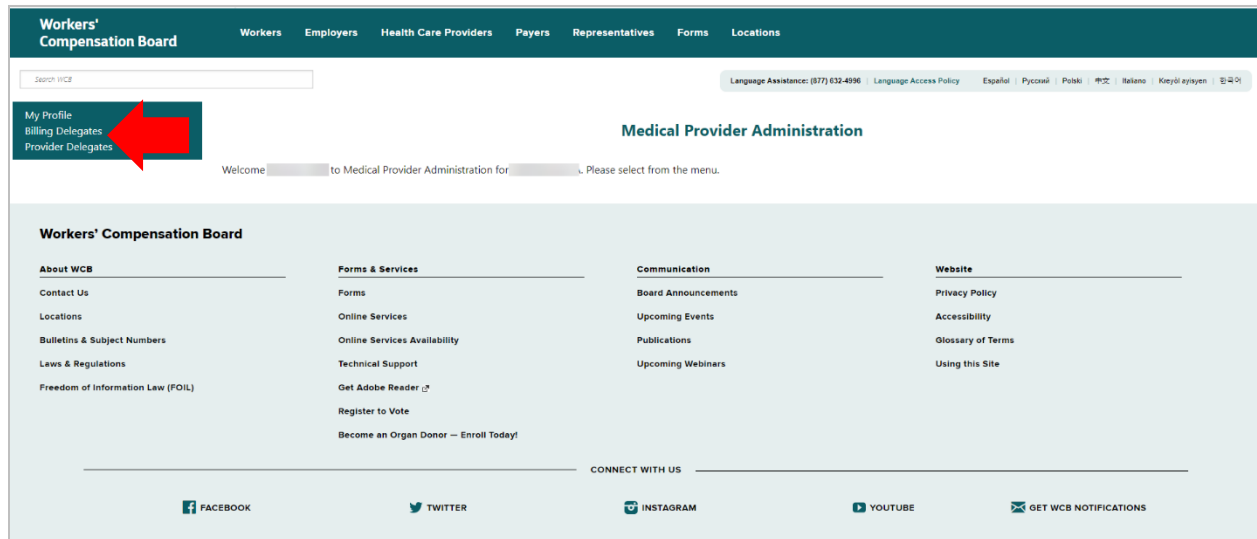 Workers'
Compensation Board
Workers Employers Health Care Providers Payers Representatives Forms Locations
Search WCB
Language Assistance: (877) 632-4996 | Language Access Policy Español | Русский | Polski | 中文 | Italiano | Kreyòl ayisyen | 한국어
My Profile
Billing Delegates
Provider Delegates
Medical Provider Administration
Welcome to Medical Provider Administration for . Please select from the menu.
Workers' Compensation Board
About WCB
Contact Us
Locations
Bulletins & Subject Numbers
Laws & Regulations
Freedom of Information Law (FOIL)
Forms & Services
Forms
Online Services
Online Services Availability
Technical Support
Get Adobe Reader
Register to Vote
Become an Organ Donor — Enroll Today!
Communication
Board Announcements
Upcoming Events
Publications
Upcoming Webinars
Website
Privacy Policy
Accessibility
Glossary of Terms
Using this Site
CONNECT WITH US
FACEBOOK TWITTER INSTAGRAM YOUTUBE GET WCB NOTIFICATIONS